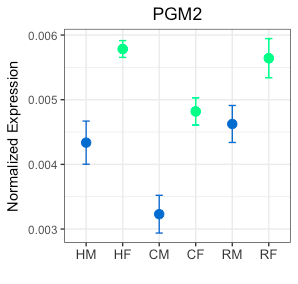 PGM2
Normalized Expression
0.006
0.005
0.004
0.003
HM HF CM CF RM RF